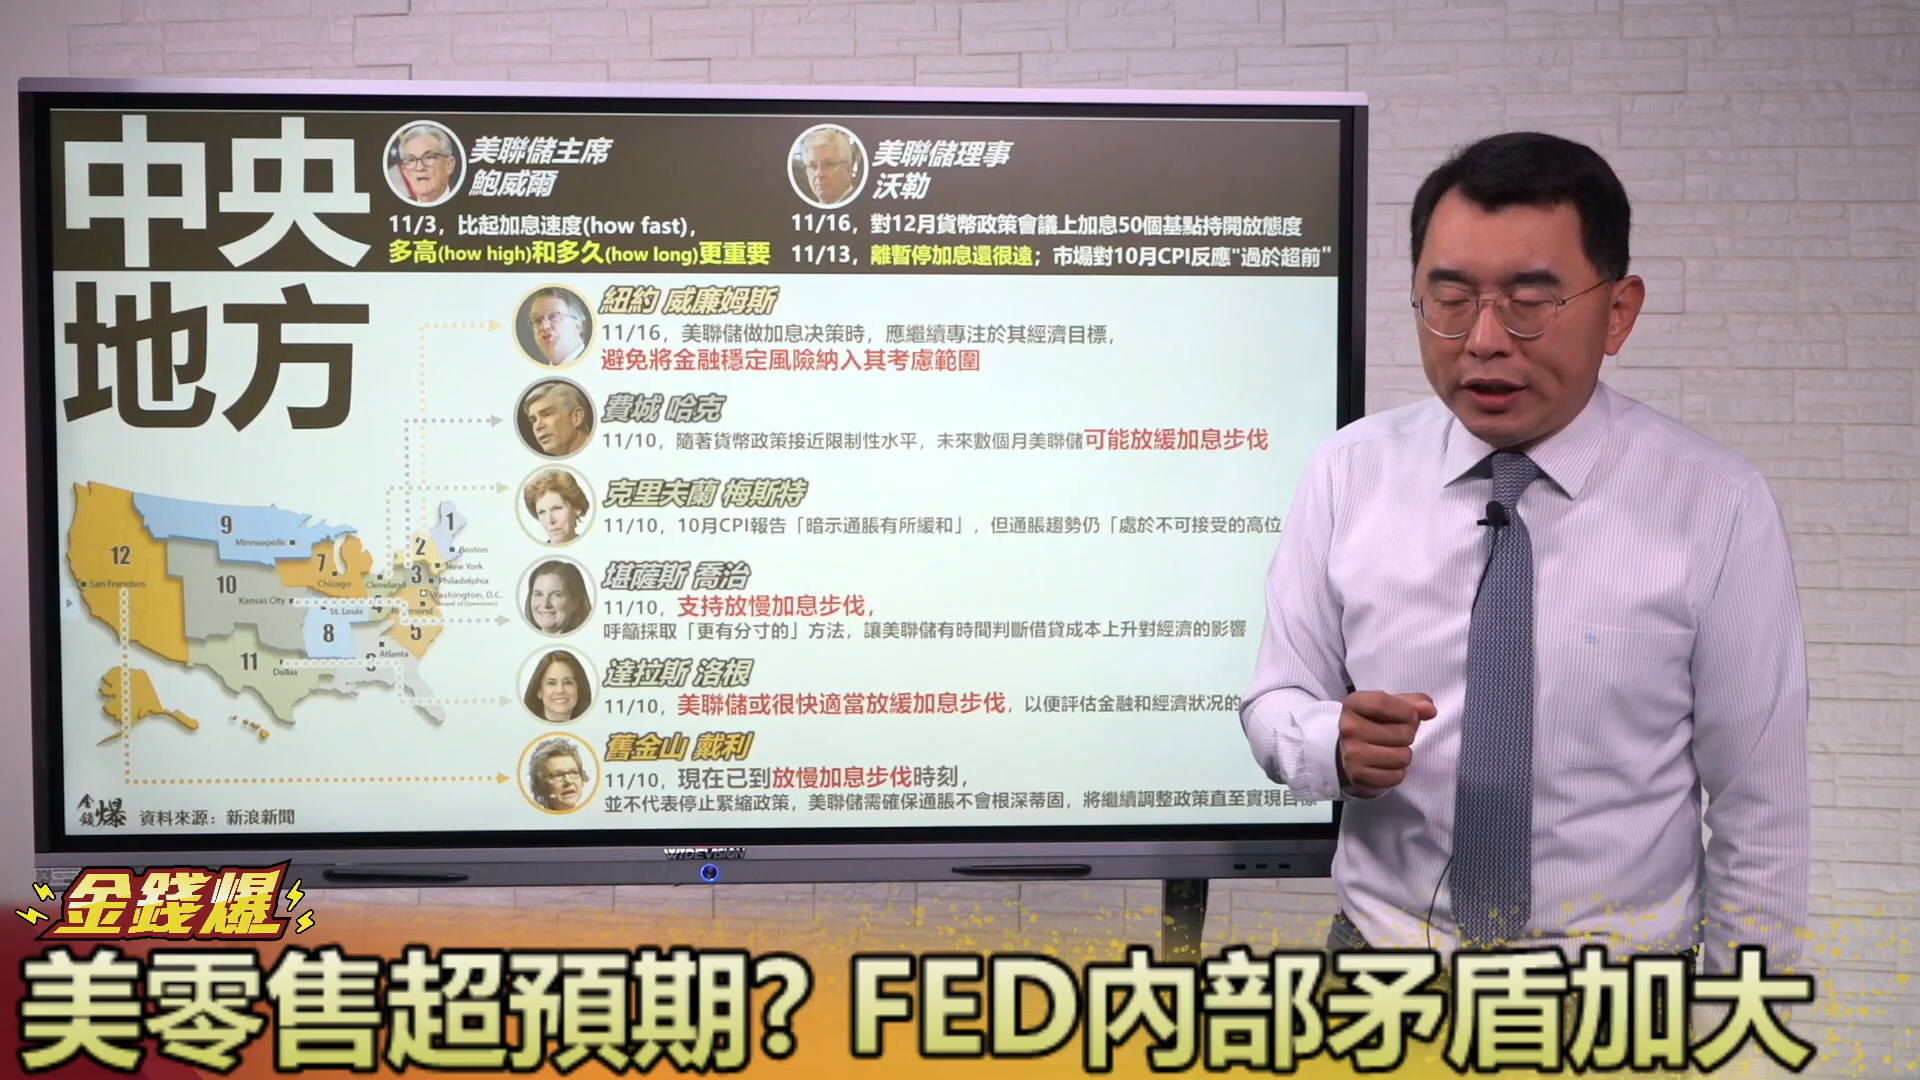 中央
美聯儲主席
鮑威爾
11/3，比起加息速度(how fast)，
多高(how high)和多久(how long)更重要
美聯儲理事
沃勒
11/16，對12月貨幣政策會議上加息50個基點持開放態度
11/13，離暫停加息還很遠；市場對10月CPI反應"過於超前"
地方
紐約 威廉姆斯
11/16，美聯儲做加息決策時，應繼續專注於其經濟目標，
避免將金融穩定風險納入其考慮範圍
費城 哈克
11/10，隨著貨幣政策接近限制性水平，未來數個月美聯儲可能放緩加息步伐
克里夫蘭 梅斯特
11/10，10月CPI報告「暗示通脹有所緩和」，但通脹趨勢仍「處於不可接受的高位
堪薩斯 喬治
11/10，支持放慢加息步伐，
呼籲採取「更有分寸的」方法，讓美聯儲有時間判斷借貸成本上升對經濟的影響
達拉斯 洛根
11/10，美聯儲或很快適當放緩加息步伐，以便評估金融和經濟狀況的
舊金山 戴利
11/10，現在已到放慢加息步伐時刻，
並不代表停止緊縮政策，美聯儲需確保通脹不會根深蒂固，將繼續調整政策直至實現目標
1
2
3
5
7
8
9
10
11
12
Boston
New York
Philadelphia
Washington, D.C.
Minneapolis
Chicago
Cleveland
San Francisco
Kansas City
St. Louis
Atlanta
Dallas
金錢爆
資料來源：新浪新聞
WIDEVISION
金錢爆
美零售超預期? FED內部矛盾加大